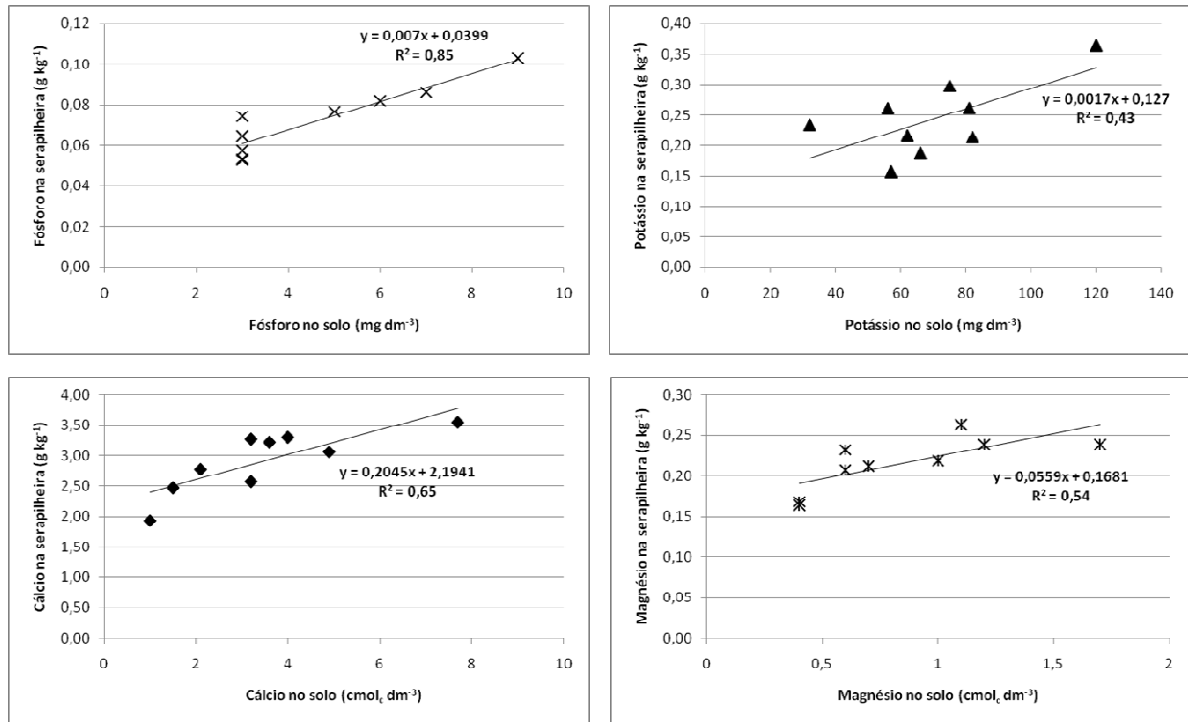 Fósforo na serapilheira (g kg⁻¹)
0,12
0,10
0,08
0,06
0,04
0,02
0,00
y = 0,007x + 0,0399
R² = 0,85
0 2 4 6 8 10
Fósforo no solo (mg dm⁻³)
Potássio na serapilheira (g kg⁻¹)
0,40
0,35
0,30
0,25
0,20
0,15
0,10
0,05
0,00
y = 0,0017x + 0,127
R² = 0,43
0 20 40 60 80 100 120 140
Potássio no solo (mg dm⁻³)
Cálcio na serapilheira (g kg⁻¹)
4,00
3,50
3,00
2,50
2,00
1,50
1,00
0,50
0,00
y = 0,2045x + 2,1941
R² = 0,65
0 2 4 6 8 10
Cálcio no solo (cmol꜀ dm⁻³)
Magnésio na serapilheira (g kg⁻¹)
0,30
0,25
0,20
0,15
0,10
0,05
0,00
y = 0,0559x + 0,1681
R² = 0,54
0 0,5 1 1,5 2
Magnésio no solo (cmol꜀ dm⁻³)